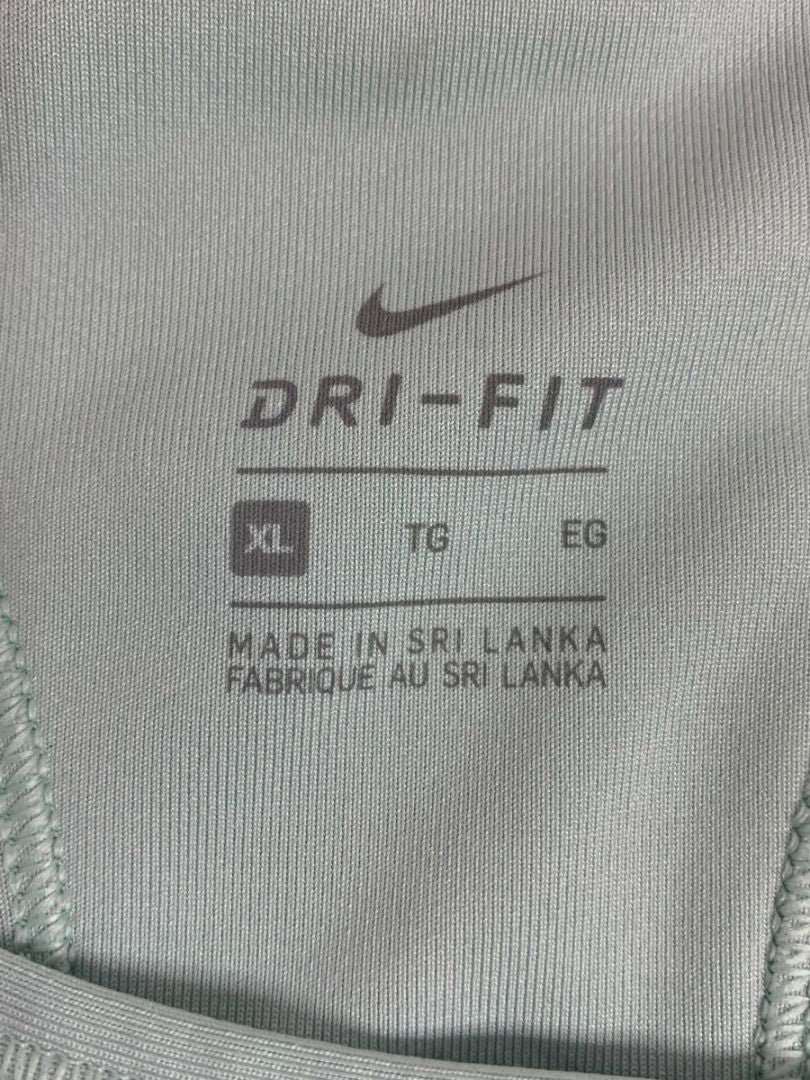 DRI-FIT
XL TG EG
MADE IN SRI LANKA
FABRIQUE AU SRI LANKA